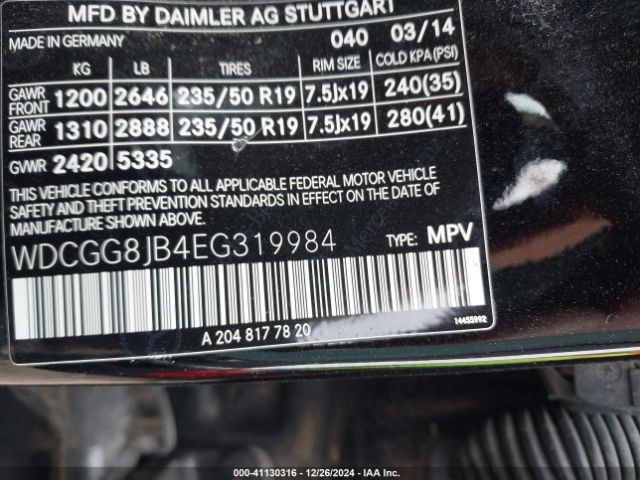 MFD BY DAIMLER AG STUTTGART
MADE IN GERMANY 040 03/14
KG LB TIRES RIM SIZE COLD KPA(PSI)
GAWR FRONT 1200 2646 235/50 R19 7.5Jx19 240(35)
GAWR REAR 1310 2888 235/50 R19 7.5Jx19 280(41)
GWR 2420 5335
THIS VEHICLE CONFORMS TO ALL APPLICABLE FEDERAL MOTOR VEHICLE
SAFETY AND THEFT PREVENTION STANDARDS IN EFFECT ON THE DATE OF
MANUFACTURE SHOWN ABOVE.
WDCGG8JB4EG319984 TYPE: MPV
A 204 817 78 20
14455992
000-41130316 - 12/26/2024 - IAA Inc.